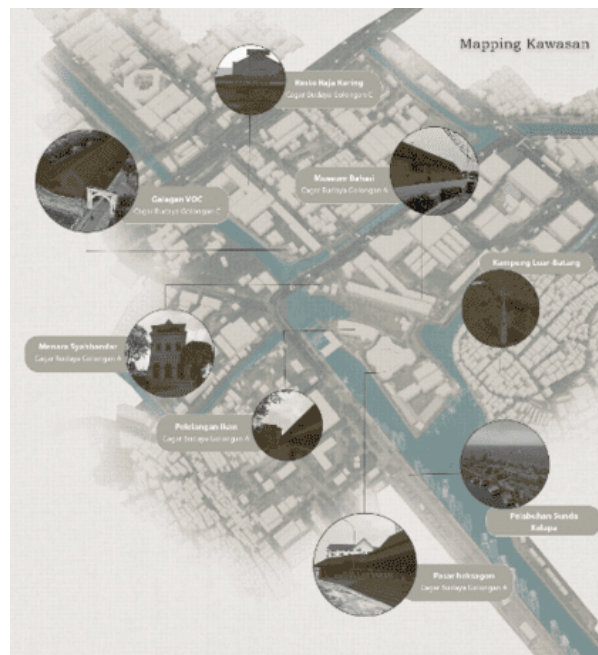 Mapping Kawasan
Resto Raja Kuring
Cagar Budaya Golongan C
Museum Bahari
Cagar Budaya Golongan A
Galagan VOC
Cagar Budaya Golongan C
Kampung Luar Batang
Menara Syahbandar
Cagar Budaya Golongan A
Pelelangan Ikan
Cagar Budaya Golongan A
Pelabuhan Sunda
Kelapa
Pasar heksagon
Cagar Budaya Golongan A